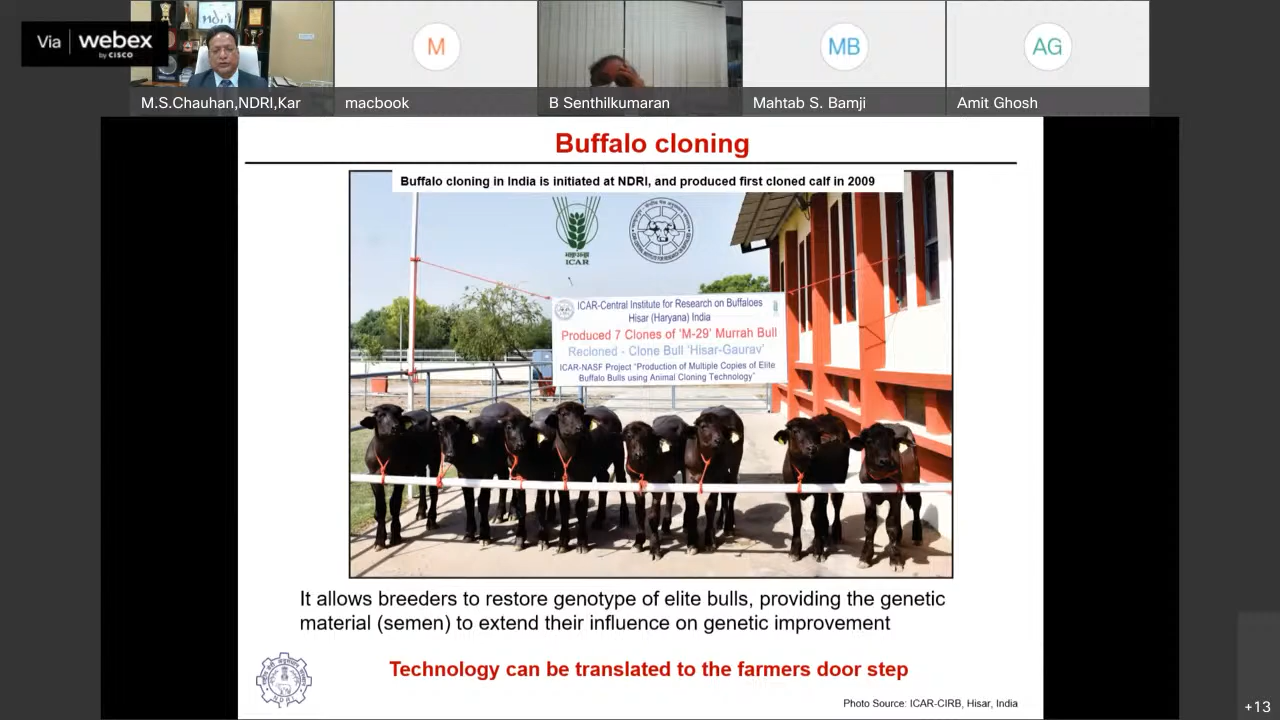 Via webex
by CISCO
ndri
M.S.Chauhan,NDRI,Kar
M
macbook
B Senthilkumaran
MB
Mahtab S. Bamji
AG
Amit Ghosh
Buffalo cloning
Buffalo cloning in India is initiated at NDRI, and produced first cloned calf in 2009
ICAR
ICAR-Central Institute for Research on Buffaloes
Hisar (Haryana) India
Produced 7 Clones of 'M-29' Murrah Bull
Recloned - Clone Bull 'Hisar-Gaurav'
ICAR-NASF Project "Production of Multiple Copies of Elite
Buffalo Bulls using Animal Cloning Technology"
It allows breeders to restore genotype of elite bulls, providing the genetic
material (semen) to extend their influence on genetic improvement
Technology can be translated to the farmers door step
NDRI
Photo Source: ICAR-CIRB, Hisar, India
+13